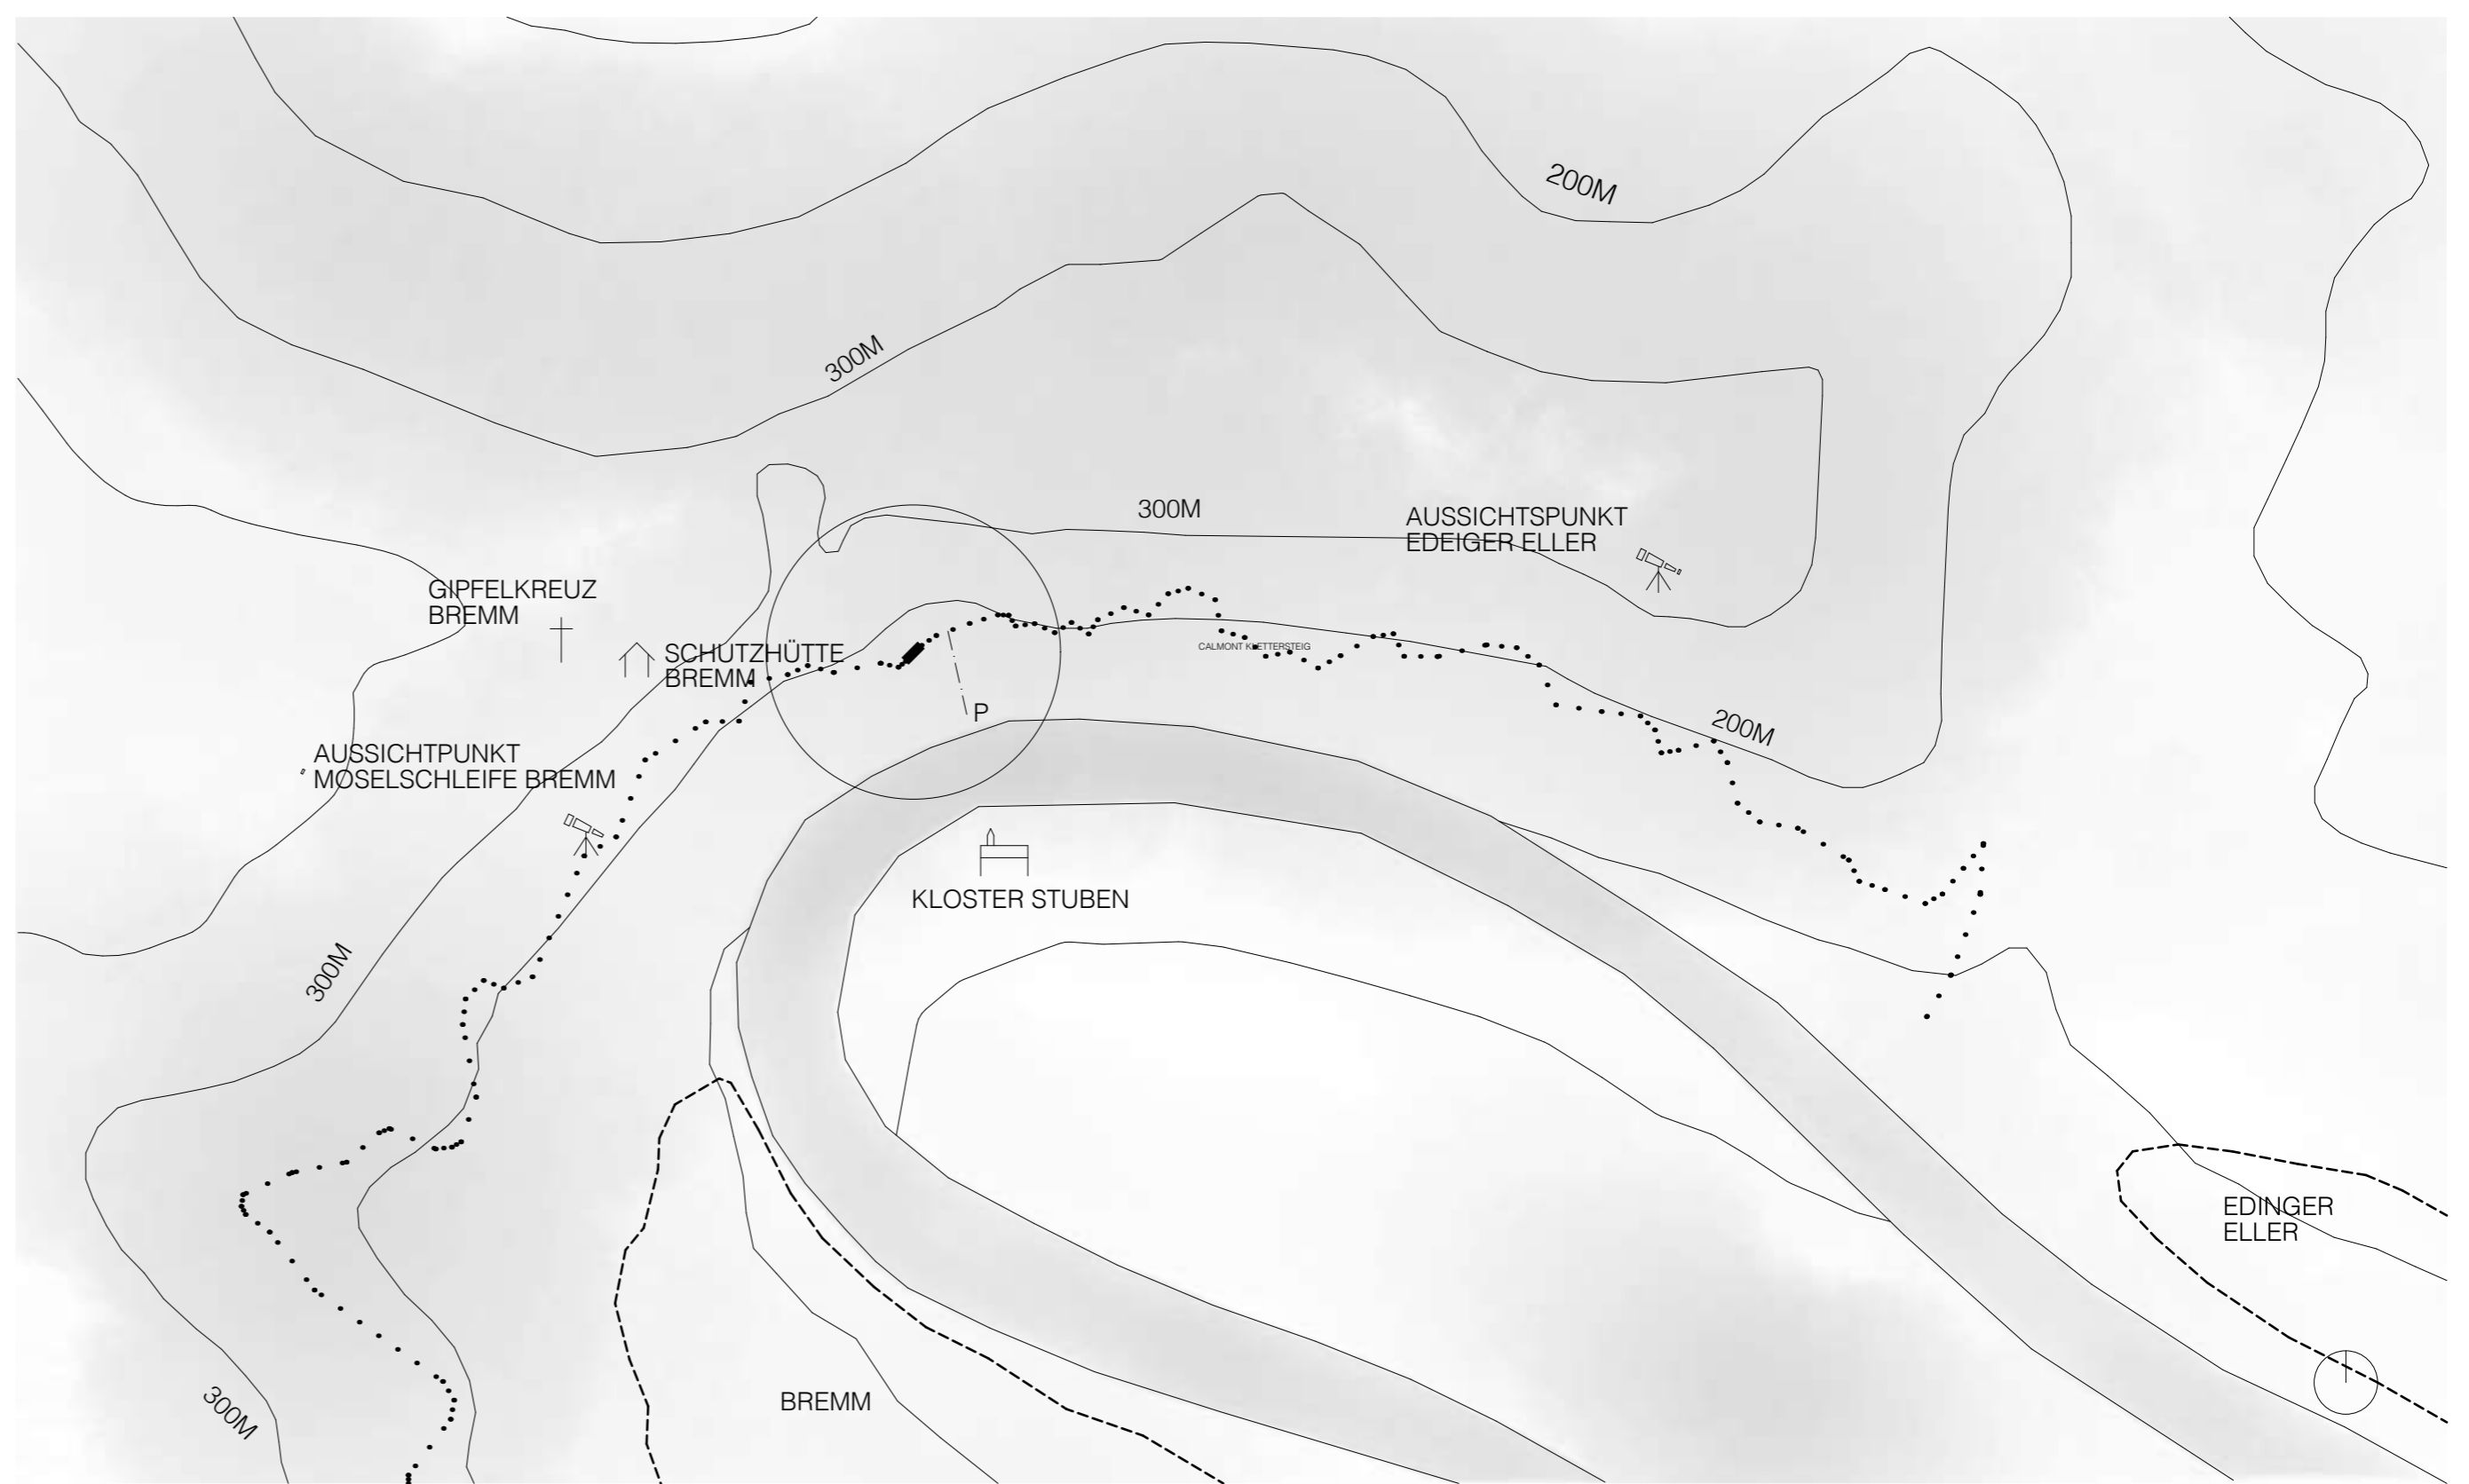 200M
300M
300M
AUSSICHTSPUNKT
EDEIGER ELLER
GIPFELKREUZ
BREMM
SCHUTZHÜTTE
BREMM
CALMONT KLETTERSTEIG
P
200M
AUSSICHTPUNKT
MOSELSCHLEIFE BREMM
KLOSTER STUBEN
300M
EDINGER
ELLER
300M
BREMM